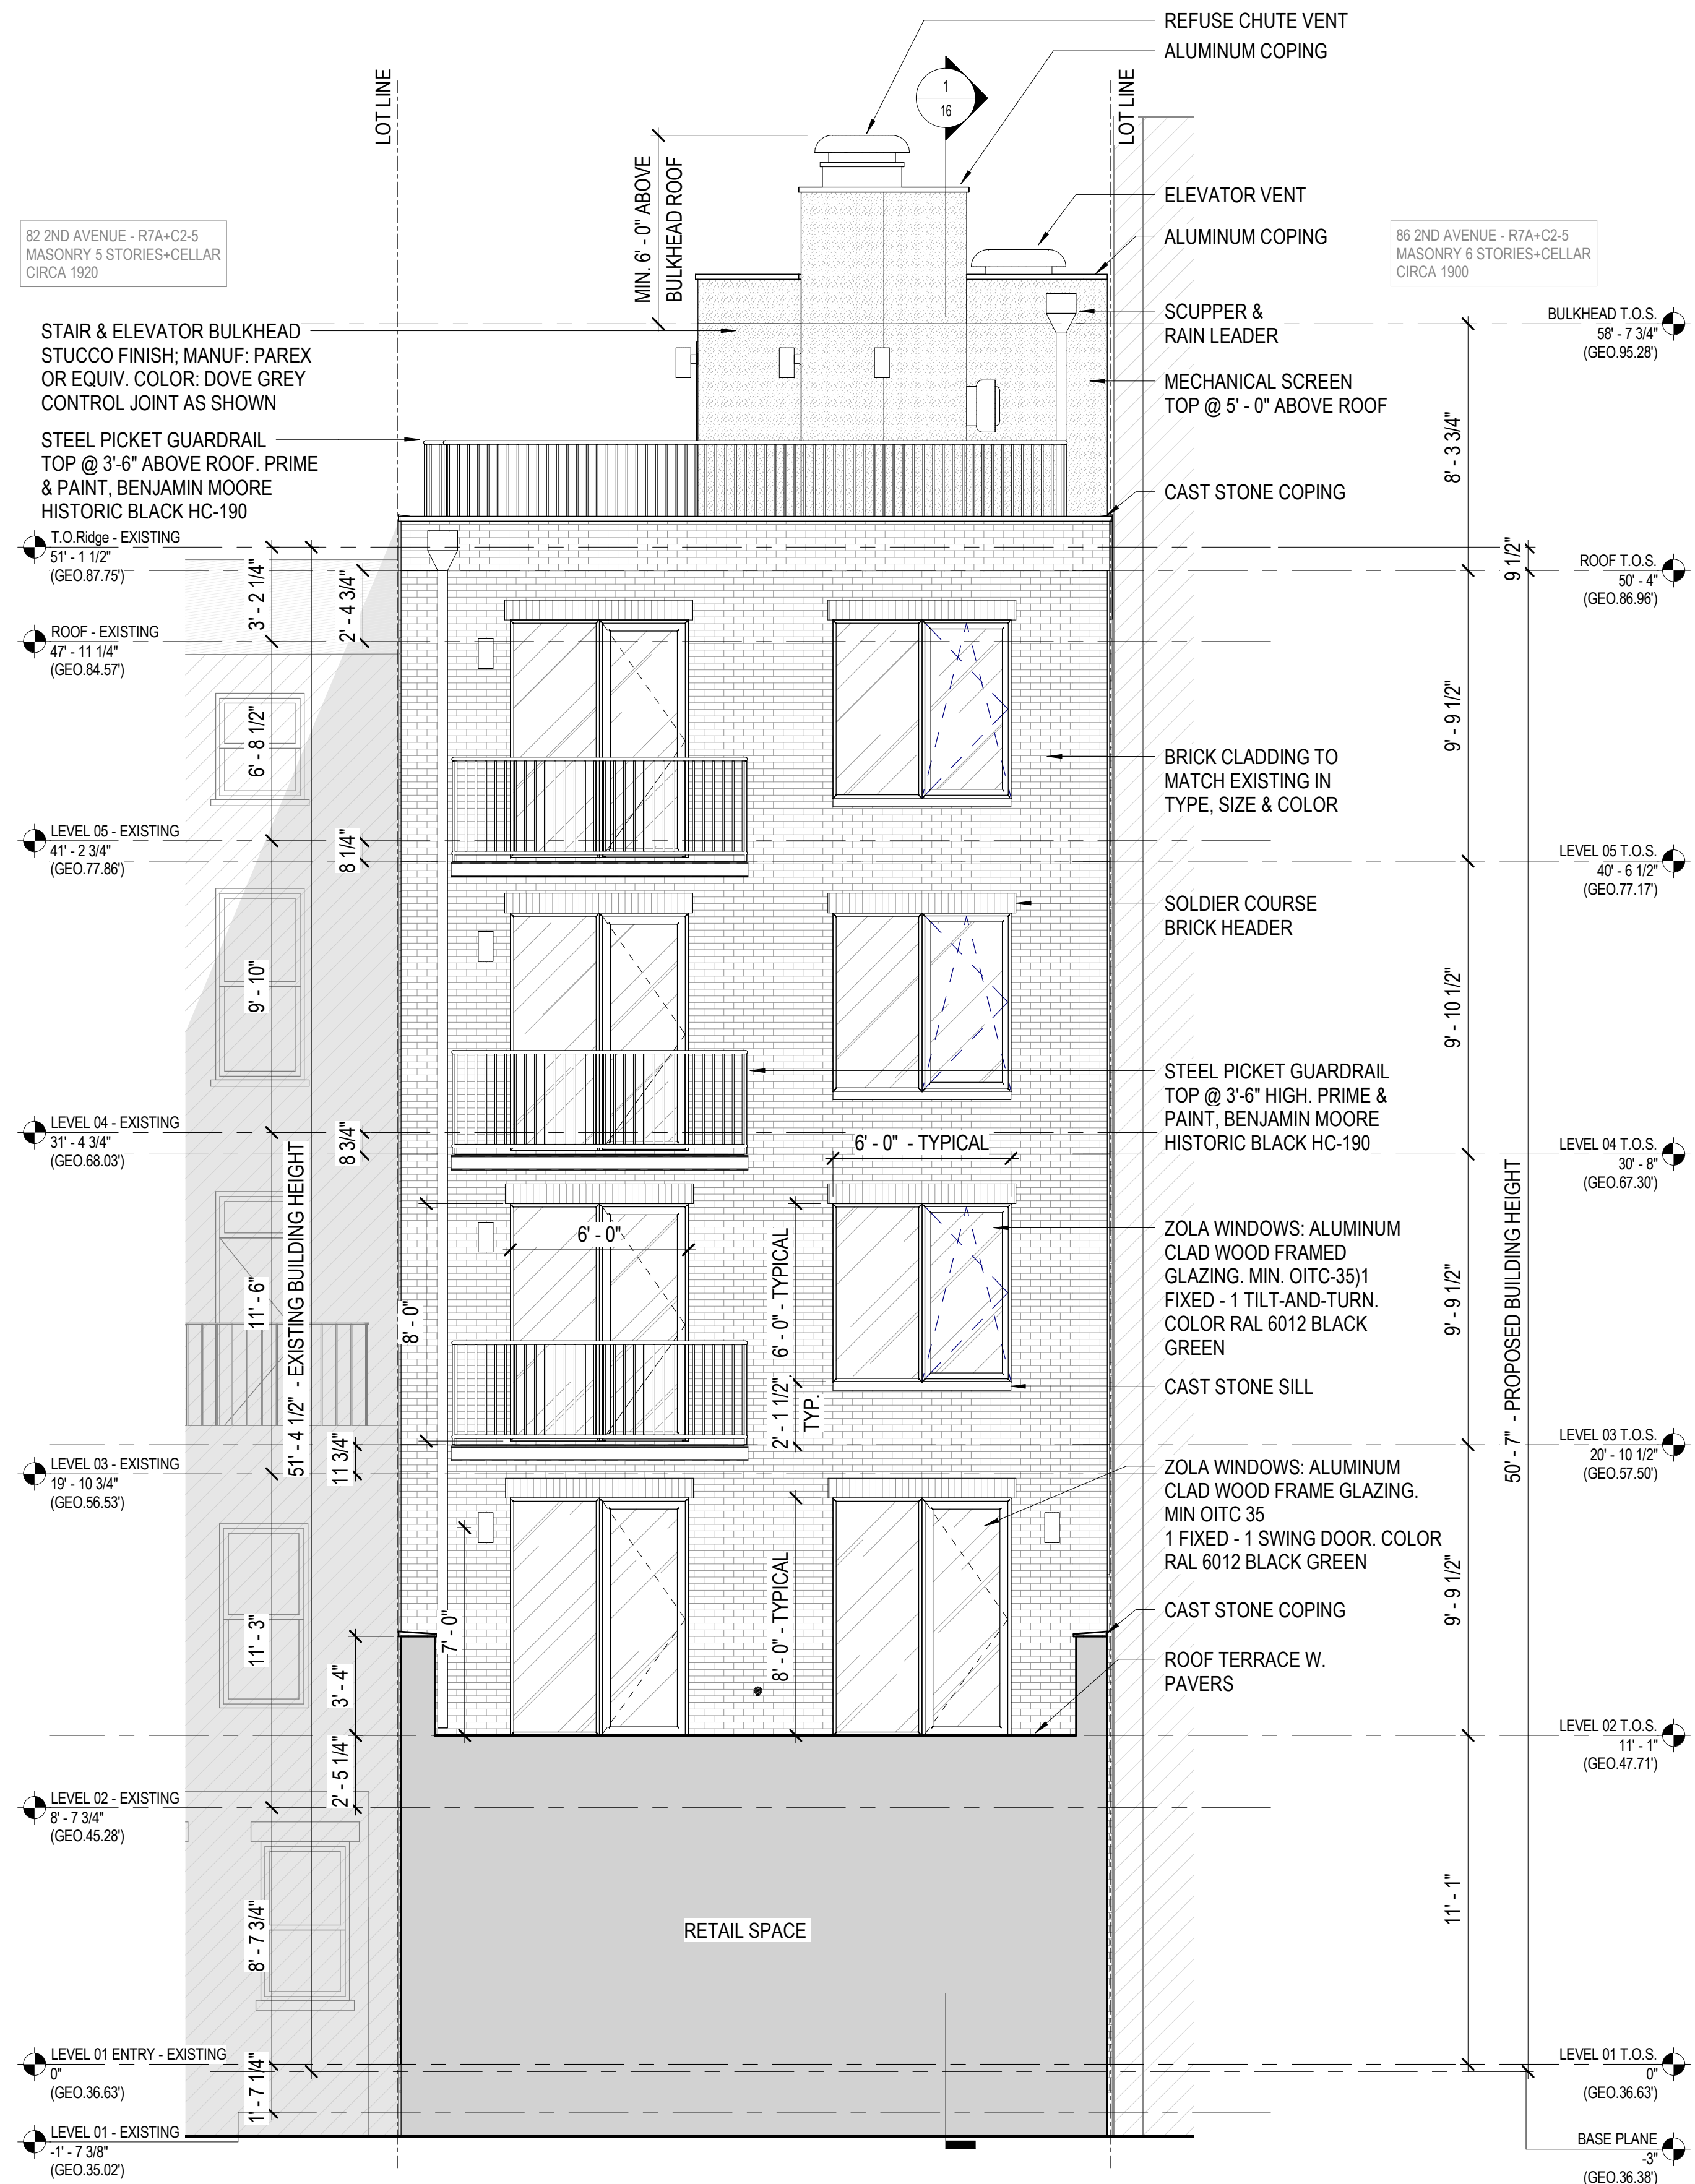 REFUSE CHUTE VENT
ALUMINUM COPING
LOT LINE
LOT LINE
1
16
MIN. 6' - 0" ABOVE
BULKHEAD ROOF
ELEVATOR VENT
ALUMINUM COPING
82 2ND AVENUE - R7A+C2-5
MASONRY 5 STORIES+CELLAR
CIRCA 1920
86 2ND AVENUE - R7A+C2-5
MASONRY 6 STORIES+CELLAR
CIRCA 1900
SCUPPER &
RAIN LEADER
BULKHEAD T.O.S.
58' - 7 3/4"
(GEO.95.28')
STAIR & ELEVATOR BULKHEAD
STUCCO FINISH; MANUF: PAREX
OR EQUIV. COLOR: DOVE GREY
CONTROL JOINT AS SHOWN
MECHANICAL SCREEN
TOP @ 5' - 0" ABOVE ROOF
8' - 3 3/4"
STEEL PICKET GUARDRAIL
TOP @ 3'-6" ABOVE ROOF. PRIME
& PAINT, BENJAMIN MOORE
HISTORIC BLACK HC-190
CAST STONE COPING
T.O.Ridge - EXISTING
51' - 1 1/2"
(GEO.87.75')
3' - 2 1/4"
2' - 4 3/4"
9 1/2"
ROOF T.O.S.
50' - 4"
(GEO.86.96')
ROOF - EXISTING
47' - 11 1/4"
(GEO.84.57')
6' - 8 1/2"
9' - 9 1/2"
BRICK CLADDING TO
MATCH EXISTING IN
TYPE, SIZE & COLOR
LEVEL 05 - EXISTING
41' - 2 3/4"
(GEO.77.86')
8 1/4"
LEVEL 05 T.O.S.
40' - 6 1/2"
(GEO.77.17')
SOLDIER COURSE
BRICK HEADER
9' - 10"
9' - 10 1/2"
STEEL PICKET GUARDRAIL
TOP @ 3'-6" HIGH. PRIME &
PAINT, BENJAMIN MOORE
HISTORIC BLACK HC-190
LEVEL 04 - EXISTING
31' - 4 3/4"
(GEO.68.03')
8 3/4"
6' - 0" - TYPICAL
LEVEL 04 T.O.S.
30' - 8"
(GEO.67.30')
11' - 6"
51' - 4 1/2" - EXISTING BUILDING HEIGHT
8' - 0"
6' - 0"
6' - 0" - TYPICAL
2' - 1 1/2"
TYP.
ZOLA WINDOWS: ALUMINUM
CLAD WOOD FRAMED
GLAZING. MIN. OITC-35)1
FIXED - 1 TILT-AND-TURN.
COLOR RAL 6012 BLACK
GREEN
9' - 9 1/2"
50' - 7" - PROPOSED BUILDING HEIGHT
CAST STONE SILL
LEVEL 03 - EXISTING
19' - 10 3/4"
(GEO.56.53')
11 3/4"
LEVEL 03 T.O.S.
20' - 10 1/2"
(GEO.57.50')
ZOLA WINDOWS: ALUMINUM
CLAD WOOD FRAME GLAZING.
MIN OITC 35
1 FIXED - 1 SWING DOOR. COLOR
RAL 6012 BLACK GREEN
9' - 9 1/2"
11' - 3"
7' - 0"
8' - 0" - TYPICAL
CAST STONE COPING
3' - 4"
ROOF TERRACE W.
PAVERS
LEVEL 02 T.O.S.
11' - 1"
(GEO.47.71')
2' - 5 1/4"
LEVEL 02 - EXISTING
8' - 7 3/4"
(GEO.45.28')
8' - 7 3/4"
RETAIL SPACE
11' - 1"
LEVEL 01 ENTRY - EXISTING
0"
(GEO.36.63')
1' - 7 1/4"
LEVEL 01 T.O.S.
0"
(GEO.36.63')
LEVEL 01 - EXISTING
-1' - 7 3/8"
(GEO.35.02')
BASE PLANE
-3"
(GEO.36.38')